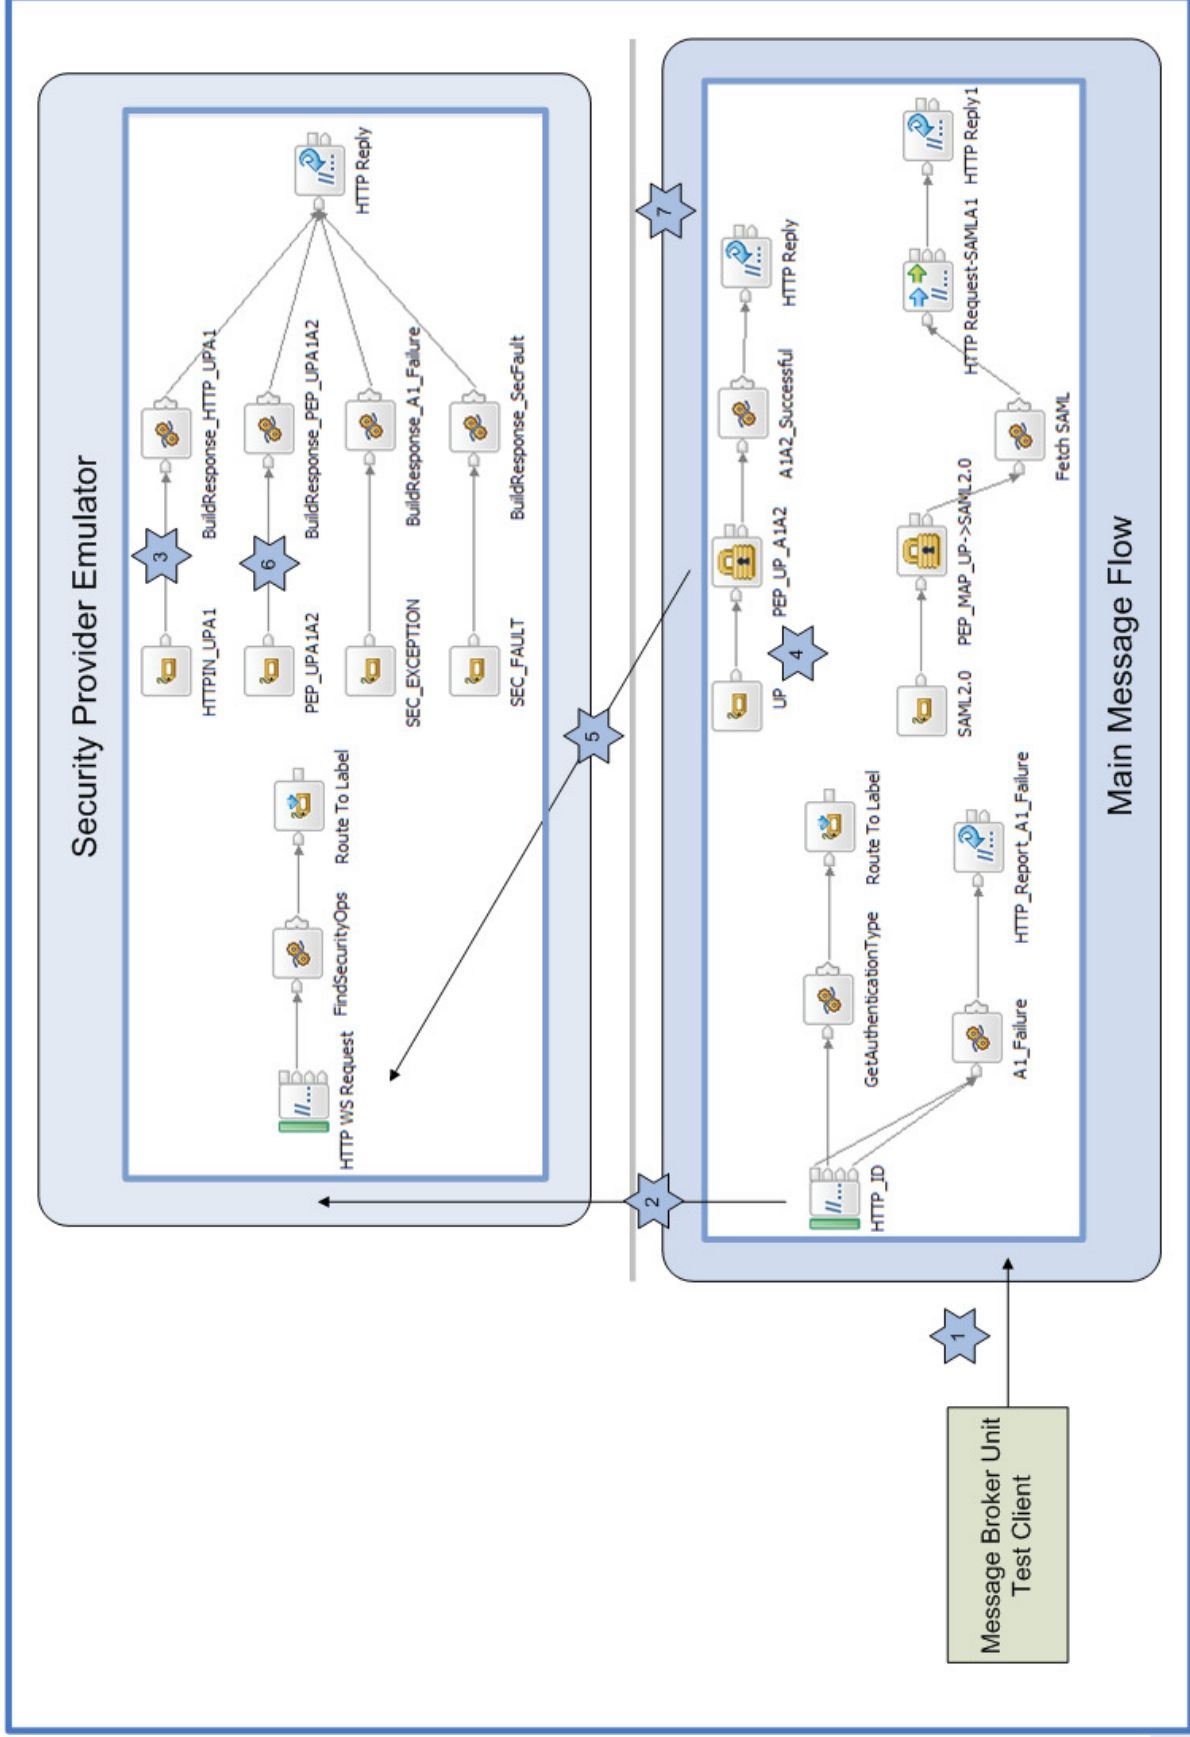 Security Provider Emulator
HTTP WS Request
FindSecurityOps
Route To Label
HTTPIN_UPA1
3
BuildResponse_HTTP_UPA1
PEP_UPA1A2
6
BuildResponse_PEP_UPA1A2
SEC_EXCEPTION
BuildResponse_A1_Failure
SEC_FAULT
BuildResponse_SecFault
HTTP Reply
2
5
7
HTTP_ID
GetAuthenticationType
Route To Label
A1_Failure
HTTP_Report_A1_Failure
UP
4
PEP_UP_A1A2
A1A2_Successful
HTTP Reply
SAML2.0
PEP_MAP_UP->SAML2.0
Fetch SAML
HTTP Request-SAMLA1
HTTP Reply1
Main Message Flow
1
Message Broker Unit
Test Client